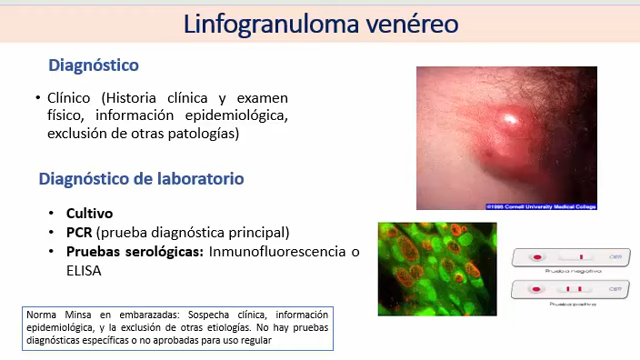 Linfogranuloma venéreo
Diagnóstico
• Clínico (Historia clínica y examen
físico, información epidemiológica,
exclusión de otras patologías)
Diagnóstico de laboratorio
• Cultivo
• PCR (prueba diagnóstica principal)
• Pruebas serológicas: Inmunofluorescencia o
ELISA
Norma Minsa en embarazadas: Sospecha clínica, información
epidemiológica, y la exclusión de otras etiologías. No hay pruebas
diagnósticas específicas o no aprobadas para uso regular
©1995 Cornell University Medical College
Prueba negativa
Prueba positiva